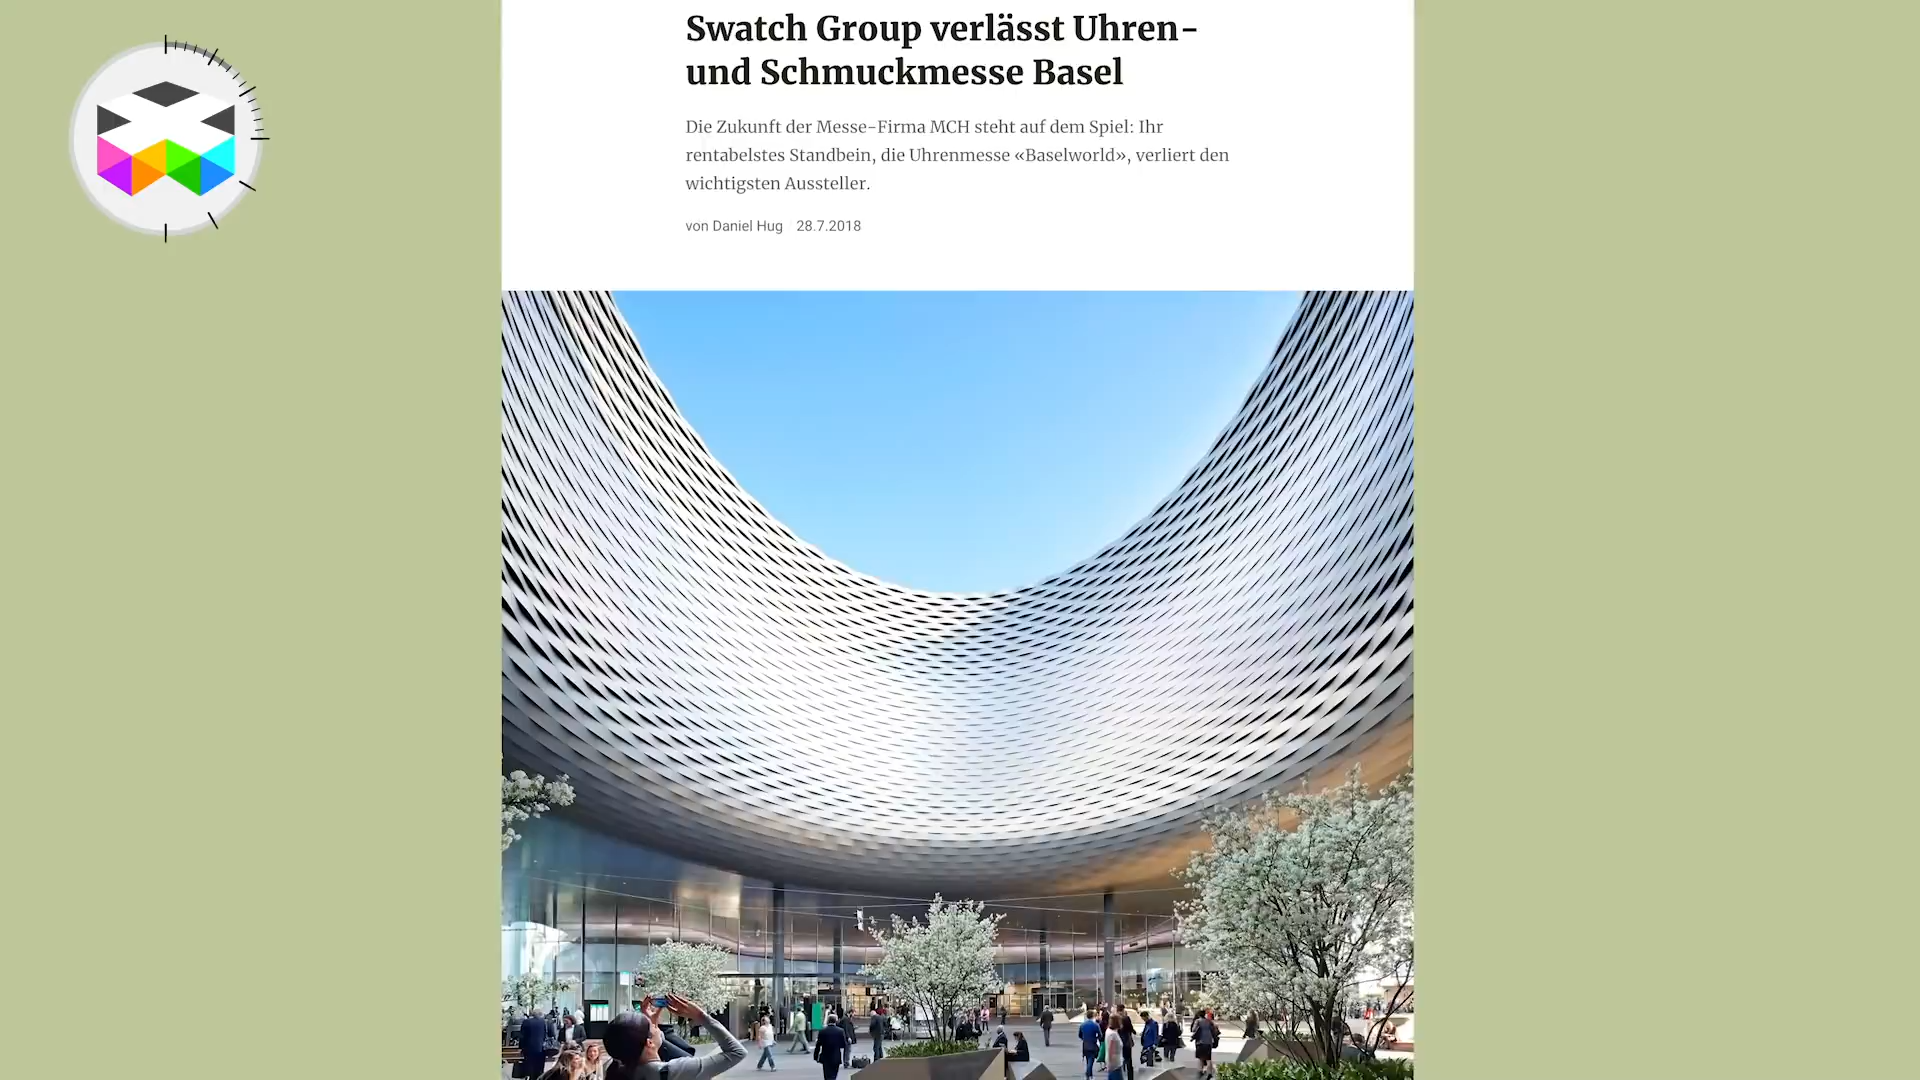 Swatch Group verlässt Uhren-
und Schmuckmesse Basel
Die Zukunft der Messe-Firma MCH steht auf dem Spiel: Ihr
rentabelstes Standbein, die Uhrenmesse «Baselworld», verliert den
wichtigsten Aussteller.
von Daniel Hug 28.7.2018